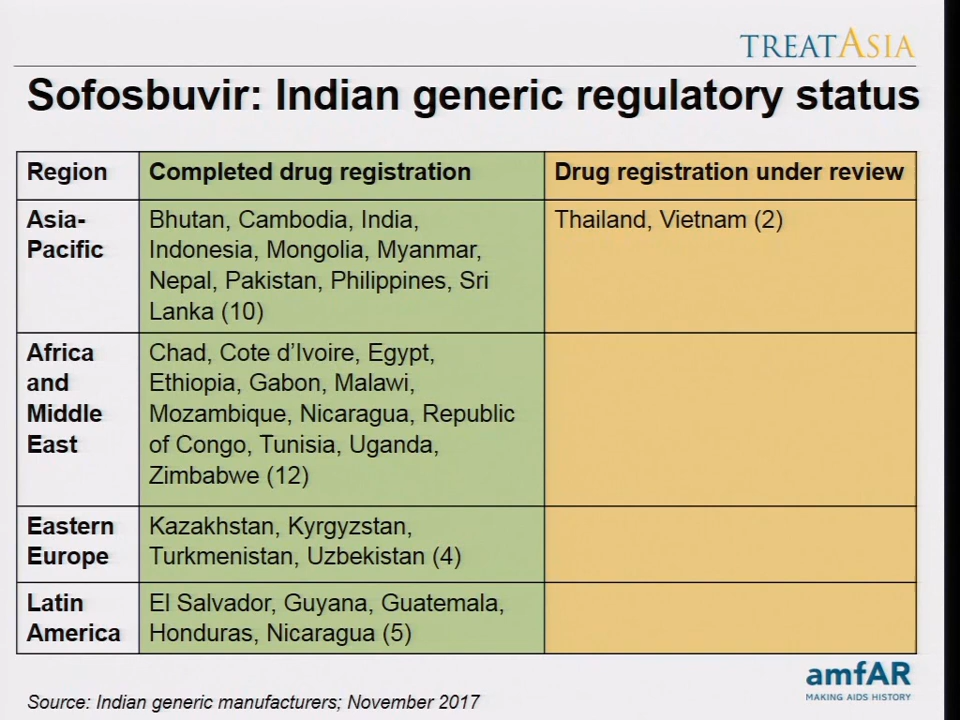 TREATASIA
Sofosbuvir: Indian generic regulatory status
Region
Completed drug registration
Drug registration under review
Asia-
Pacific
Bhutan, Cambodia, India,
Indonesia, Mongolia, Myanmar,
Nepal, Pakistan, Philippines, Sri
Lanka (10)
Thailand, Vietnam (2)
Africa
and
Middle
East
Chad, Cote d’Ivoire, Egypt,
Ethiopia, Gabon, Malawi,
Mozambique, Nicaragua, Republic
of Congo, Tunisia, Uganda,
Zimbabwe (12)
Eastern
Europe
Kazakhstan, Kyrgyzstan,
Turkmenistan, Uzbekistan (4)
Latin
America
El Salvador, Guyana, Guatemala,
Honduras, Nicaragua (5)
amfAR
MAKING AIDS HISTORY
Source: Indian generic manufacturers; November 2017